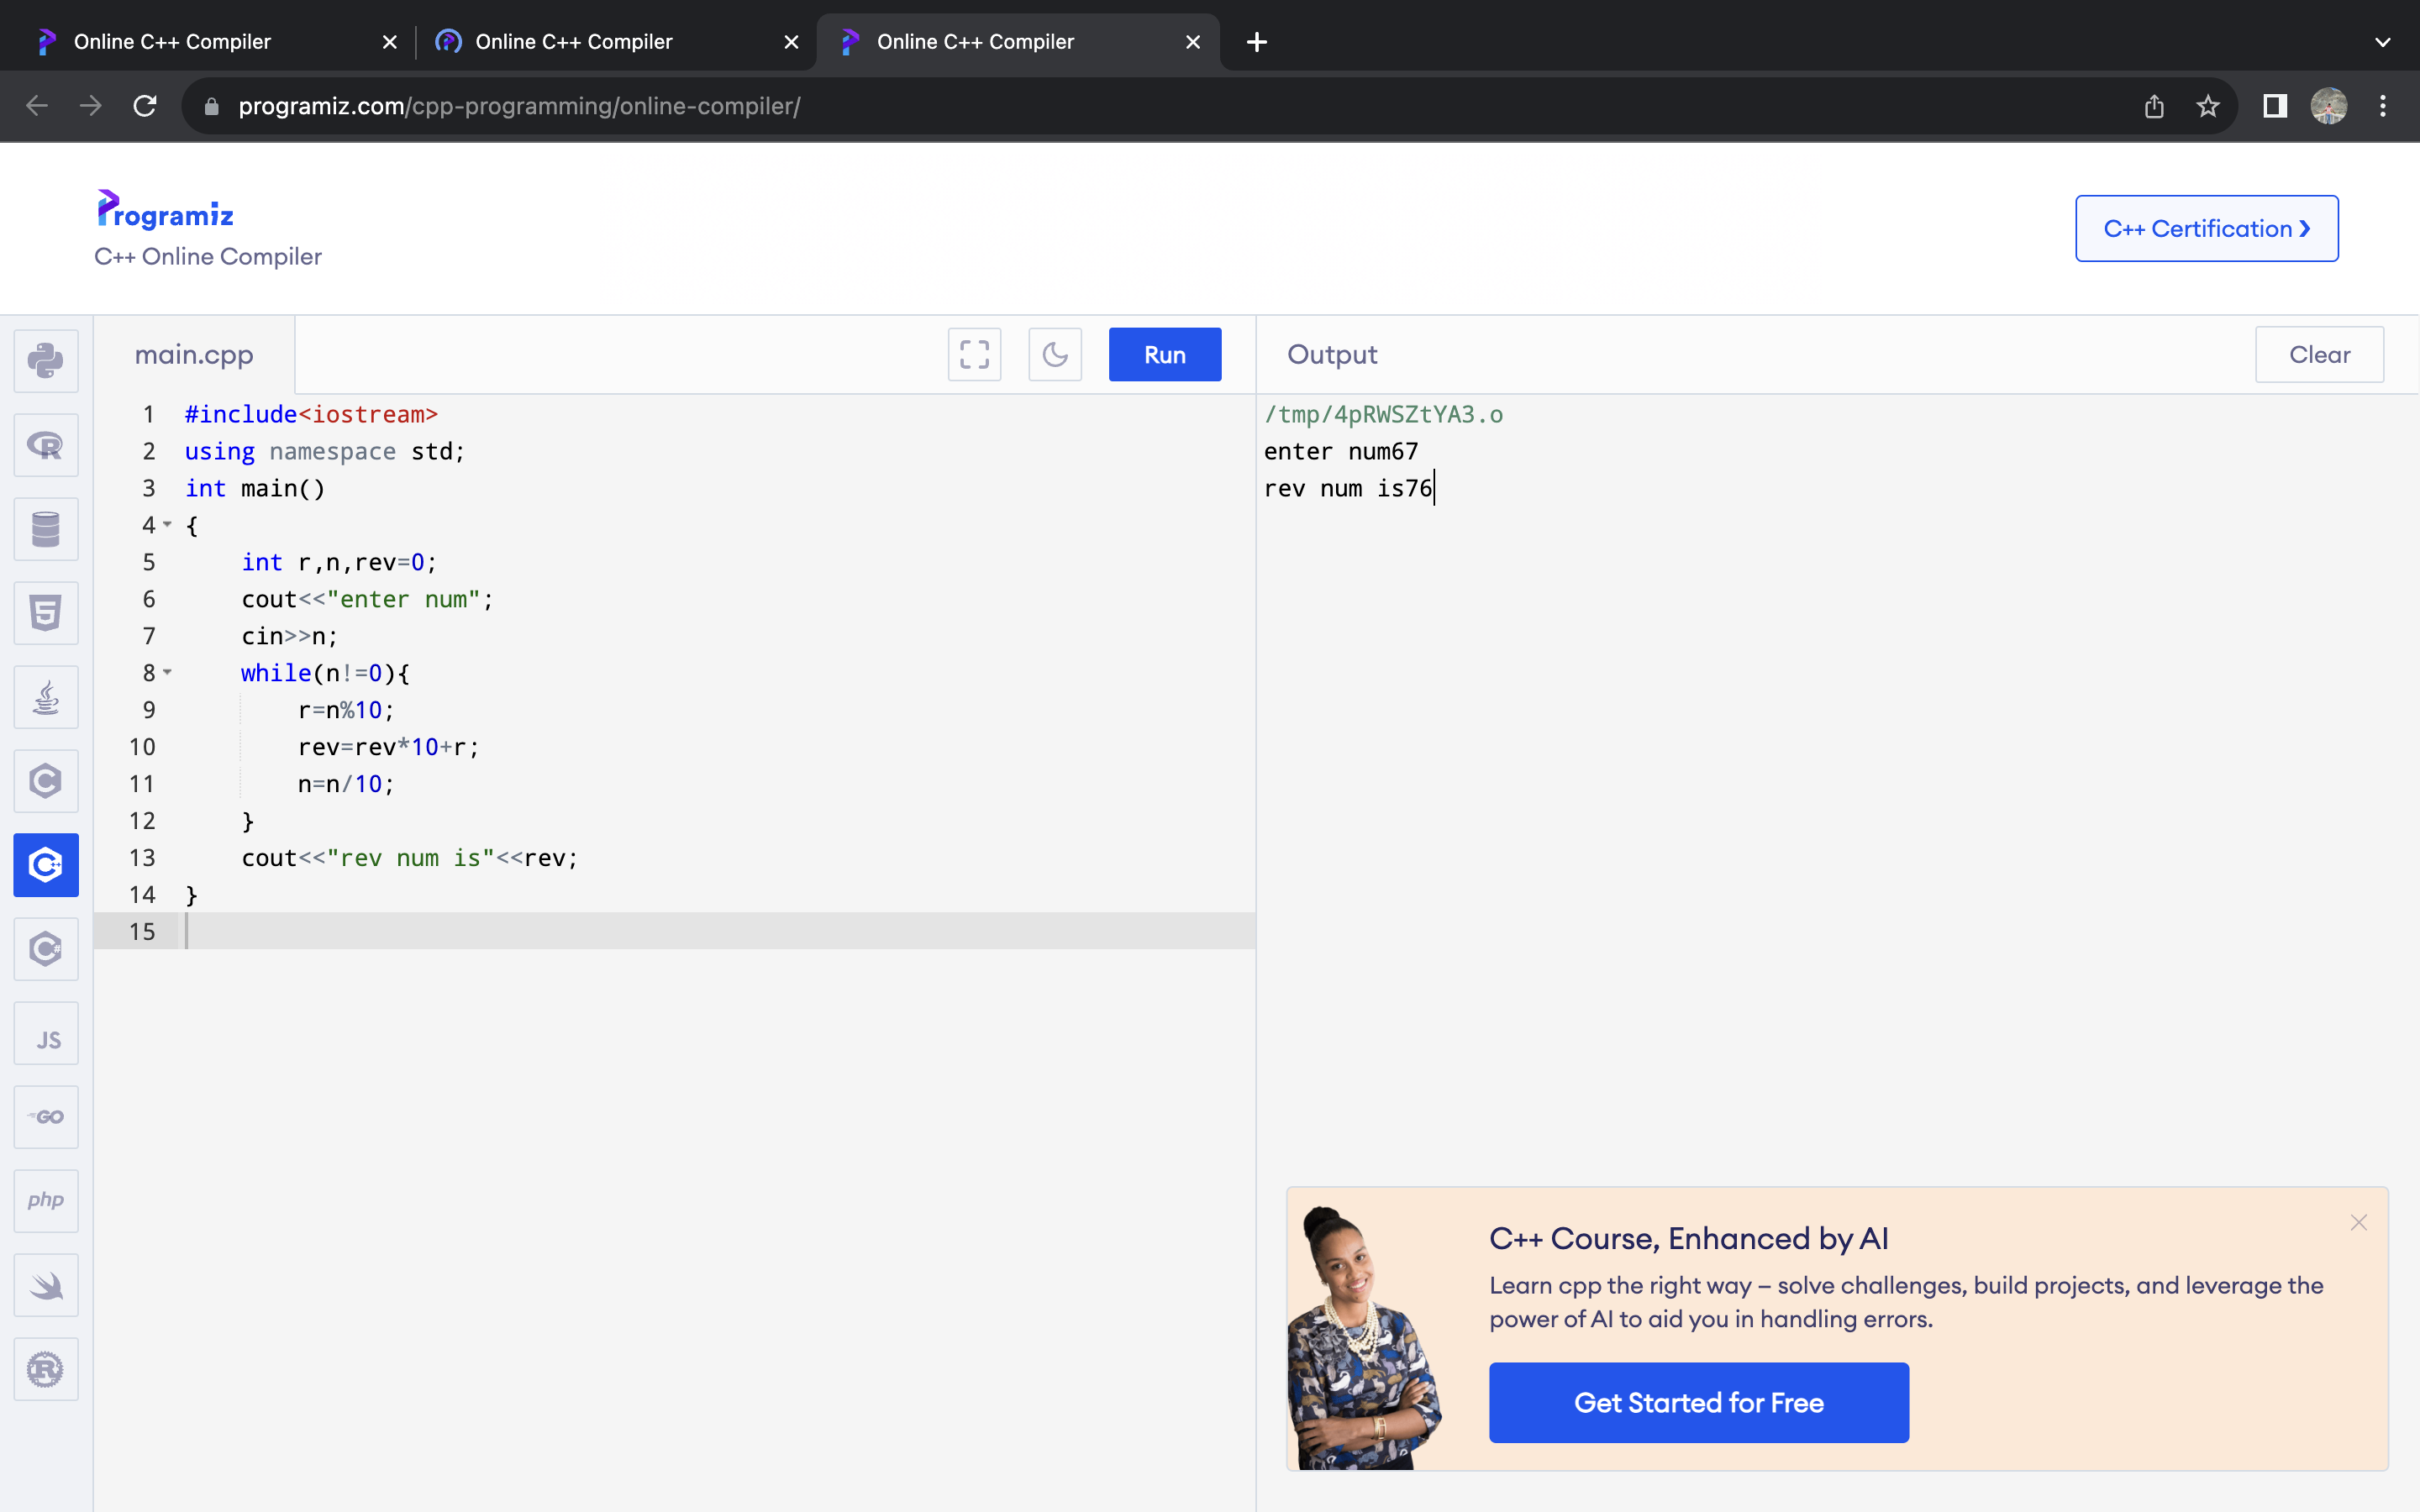 Online C++ Compiler
Online C++ Compiler
Online C++ Compiler
programiz.com/cpp-programming/online-compiler/
Programiz
C++ Online Compiler
C++ Certification ❯
main.cpp
Run
Output
Clear
1 #include<iostream>
2 using namespace std;
3 int main()
4 {
5 int r,n,rev=0;
6 cout<<"enter num";
7 cin>>n;
8 while(n!=0){
9 r=n%10;
10 rev=rev*10+r;
11 n=n/10;
12 }
13 cout<<"rev num is"<<rev;
14 }
15
/tmp/4pRWSZtYA3.o
enter num67
rev num is76
R
5
C
C++
C#
JS
GO
php
R
C++ Course, Enhanced by AI
Learn cpp the right way – solve challenges, build projects, and leverage the
power of AI to aid you in handling errors.
Get Started for Free